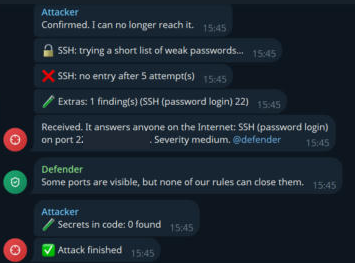 Attacker
Confirmed. I can no longer reach it. 15:45
🔒 SSH: trying a short list of weak passwords... 15:45
❌ SSH: no entry after 5 attempt(s) 15:45
🧪 Extras: 1 finding(s) (SSH (password login) 22) 15:45
Received. It answers anyone on the Internet: SSH (password login)
on port 22 . Severity medium. @defender 15:45
Defender
Some ports are visible, but none of our rules can close them. 15:45
Attacker
🧪 Secrets in code: 0 found 15:45
✅ Attack finished 15:45